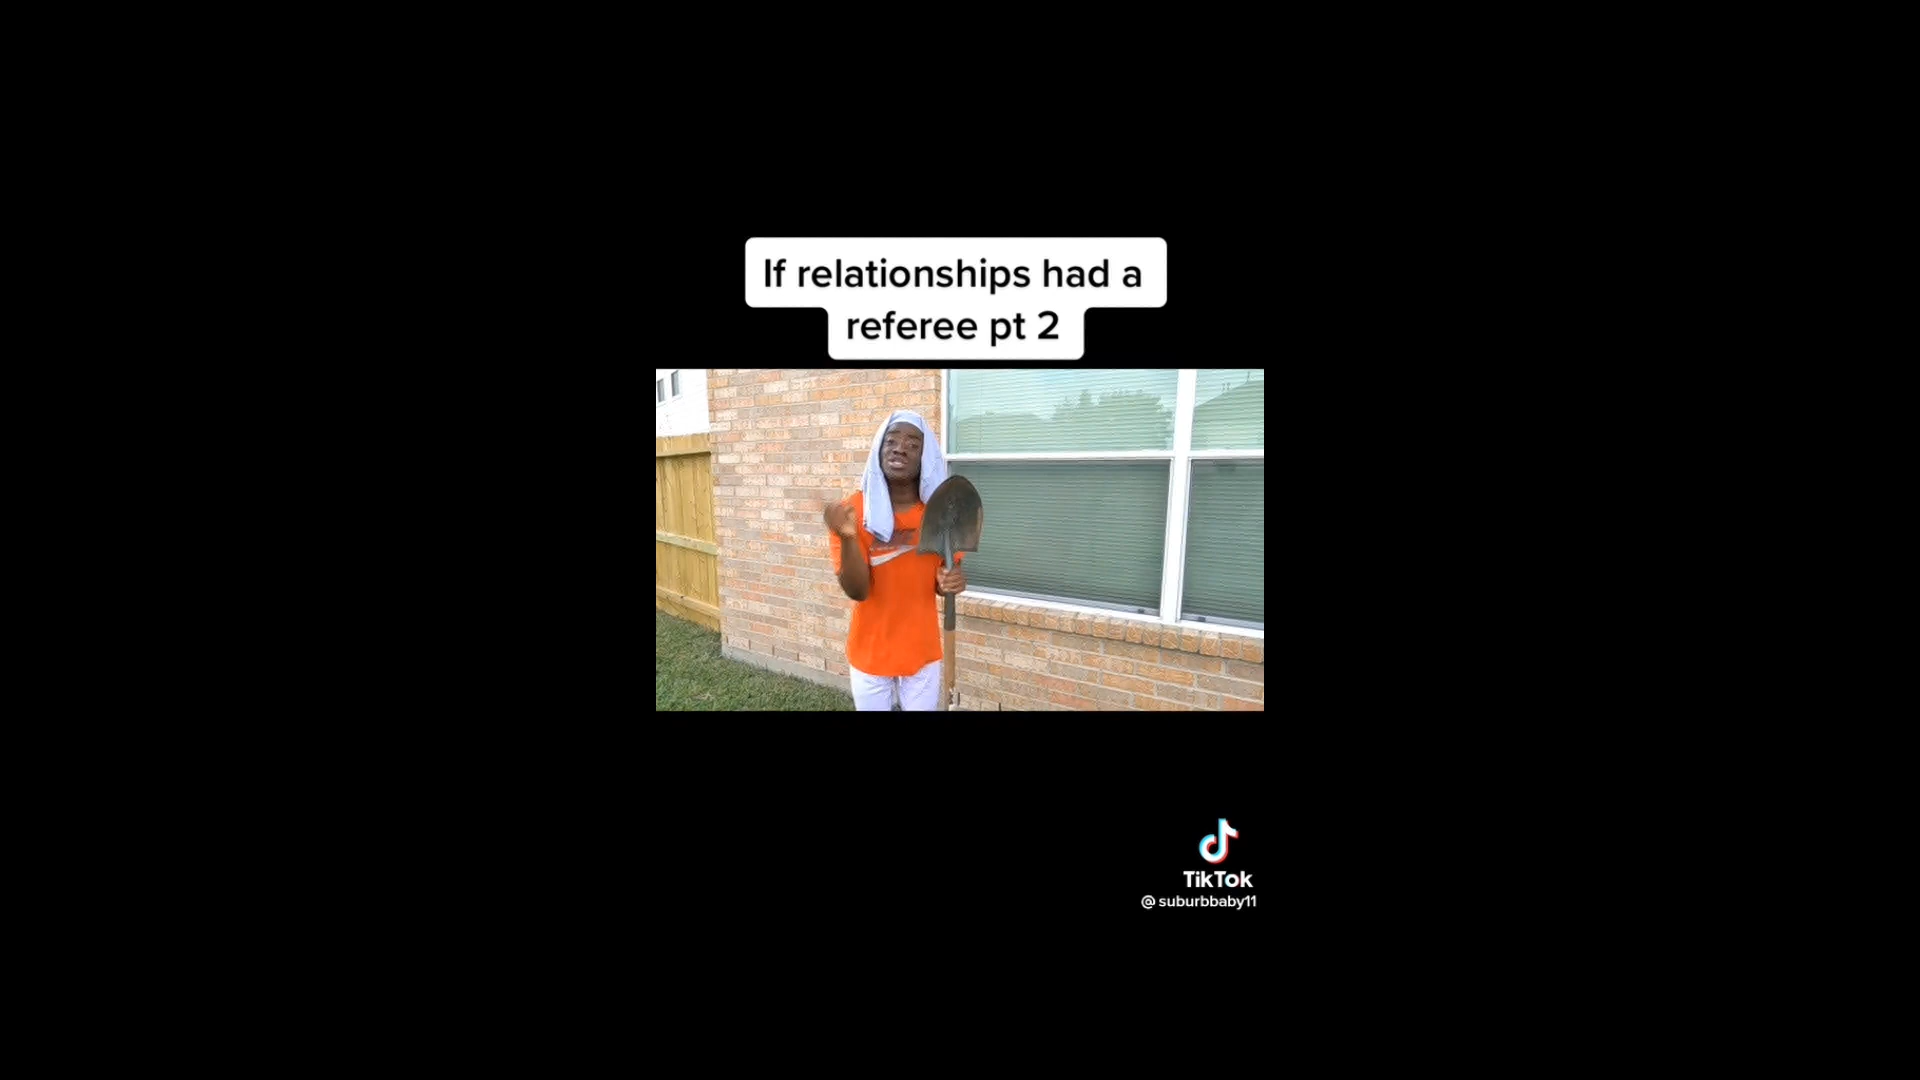 If relationships had a
referee pt 2
TikTok
@suburbbaby11